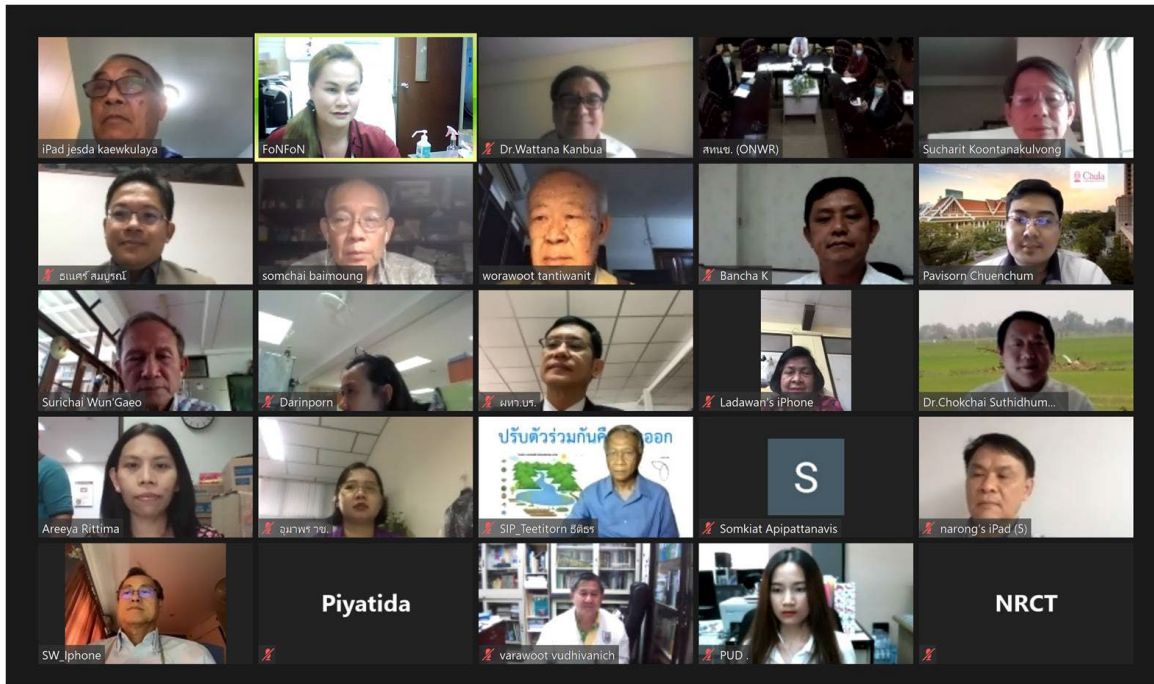 iPad jesda kaewkulaya
FoNFoN
Dr.Wattana Kanbua
สทนช. (ONWR)
Sucharit Koontanakulvong
ธเนศร์ สมบูรณ์
somchai baimoung
worawoot tantiwanit
Bancha K
Chula
Pavisorn Chuenchum
Surichai Wun'Gaeo
Darinporn
ผทา.บร.
Ladawan's iPhone
Dr.Chokchai Suthidhum...
Areeya Rittima
อุมาพร วช.
ปรับตัวร่วมกันคือ
ออก
SIP_Teetitorn ธีติธร
S
Somkiat Apipattanavis
narong's iPad (5)
SW_Iphone
Piyatida
varawoot vudhivanich
PUD .
NRCT